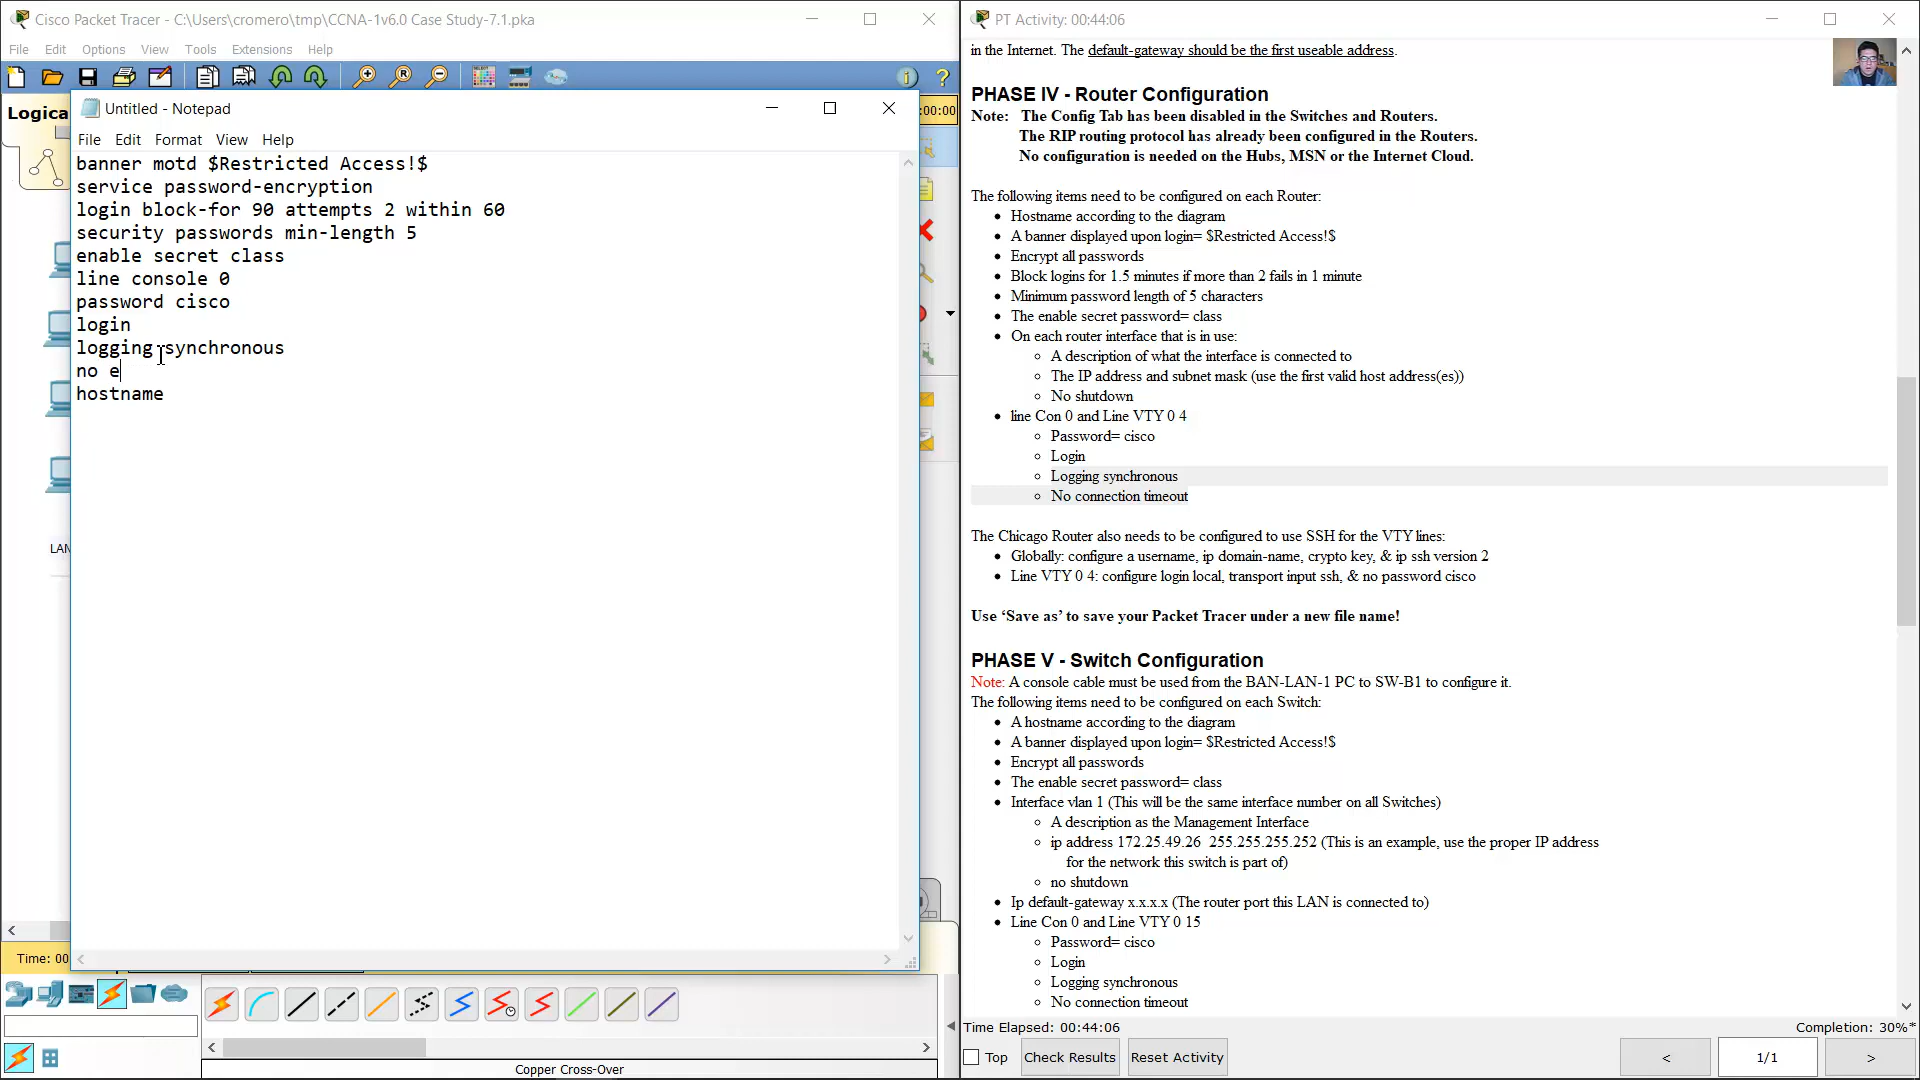 Cisco Packet Tracer - C:\Users\cromero\tmp\CCNA-1v6.0 Case Study-7.1.pka
File Edit Options View Tools Extensions Help
Logica
:00:00
Untitled - Notepad
File Edit Format View Help
banner motd $Restricted Access!$
service password-encryption
login block-for 90 attempts 2 within 60
security passwords min-length 5
enable secret class
line console 0
password cisco
login
logging synchronous
no e
hostname
LAN
Time: 00
Copper Cross-Over
PT Activity: 00:44:06
in the Internet. The default-gateway should be the first useable address.
PHASE IV - Router Configuration
Note: The Config Tab has been disabled in the Switches and Routers.
The RIP routing protocol has already been configured in the Routers.
No configuration is needed on the Hubs, MSN or the Internet Cloud.
The following items need to be configured on each Router:
• Hostname according to the diagram
• A banner displayed upon login= $Restricted Access!$
• Encrypt all passwords
• Block logins for 1.5 minutes if more than 2 fails in 1 minute
• Minimum password length of 5 characters
• The enable secret password= class
• On each router interface that is in use:
○ A description of what the interface is connected to
○ The IP address and subnet mask (use the first valid host address(es))
○ No shutdown
• line Con 0 and Line VTY 0 4
○ Password= cisco
○ Login
○ Logging synchronous
○ No connection timeout
The Chicago Router also needs to be configured to use SSH for the VTY lines:
• Globally: configure a username, ip domain-name, crypto key, & ip ssh version 2
• Line VTY 0 4: configure login local, transport input ssh, & no password cisco
Use ‘Save as’ to save your Packet Tracer under a new file name!
PHASE V - Switch Configuration
Note: A console cable must be used from the BAN-LAN-1 PC to SW-B1 to configure it.
The following items need to be configured on each Switch:
• A hostname according to the diagram
• A banner displayed upon login= $Restricted Access!$
• Encrypt all passwords
• The enable secret password= class
• Interface vlan 1 (This will be the same interface number on all Switches)
○ A description as the Management Interface
○ ip address 172.25.49.26 255.255.255.252 (This is an example, use the proper IP address
for the network this switch is part of)
○ no shutdown
• Ip default-gateway x.x.x.x (The router port this LAN is connected to)
• Line Con 0 and Line VTY 0 15
○ Password= cisco
○ Login
○ Logging synchronous
○ No connection timeout
Time Elapsed: 00:44:06 Completion: 30%*
Top Check Results Reset Activity < 1/1 >